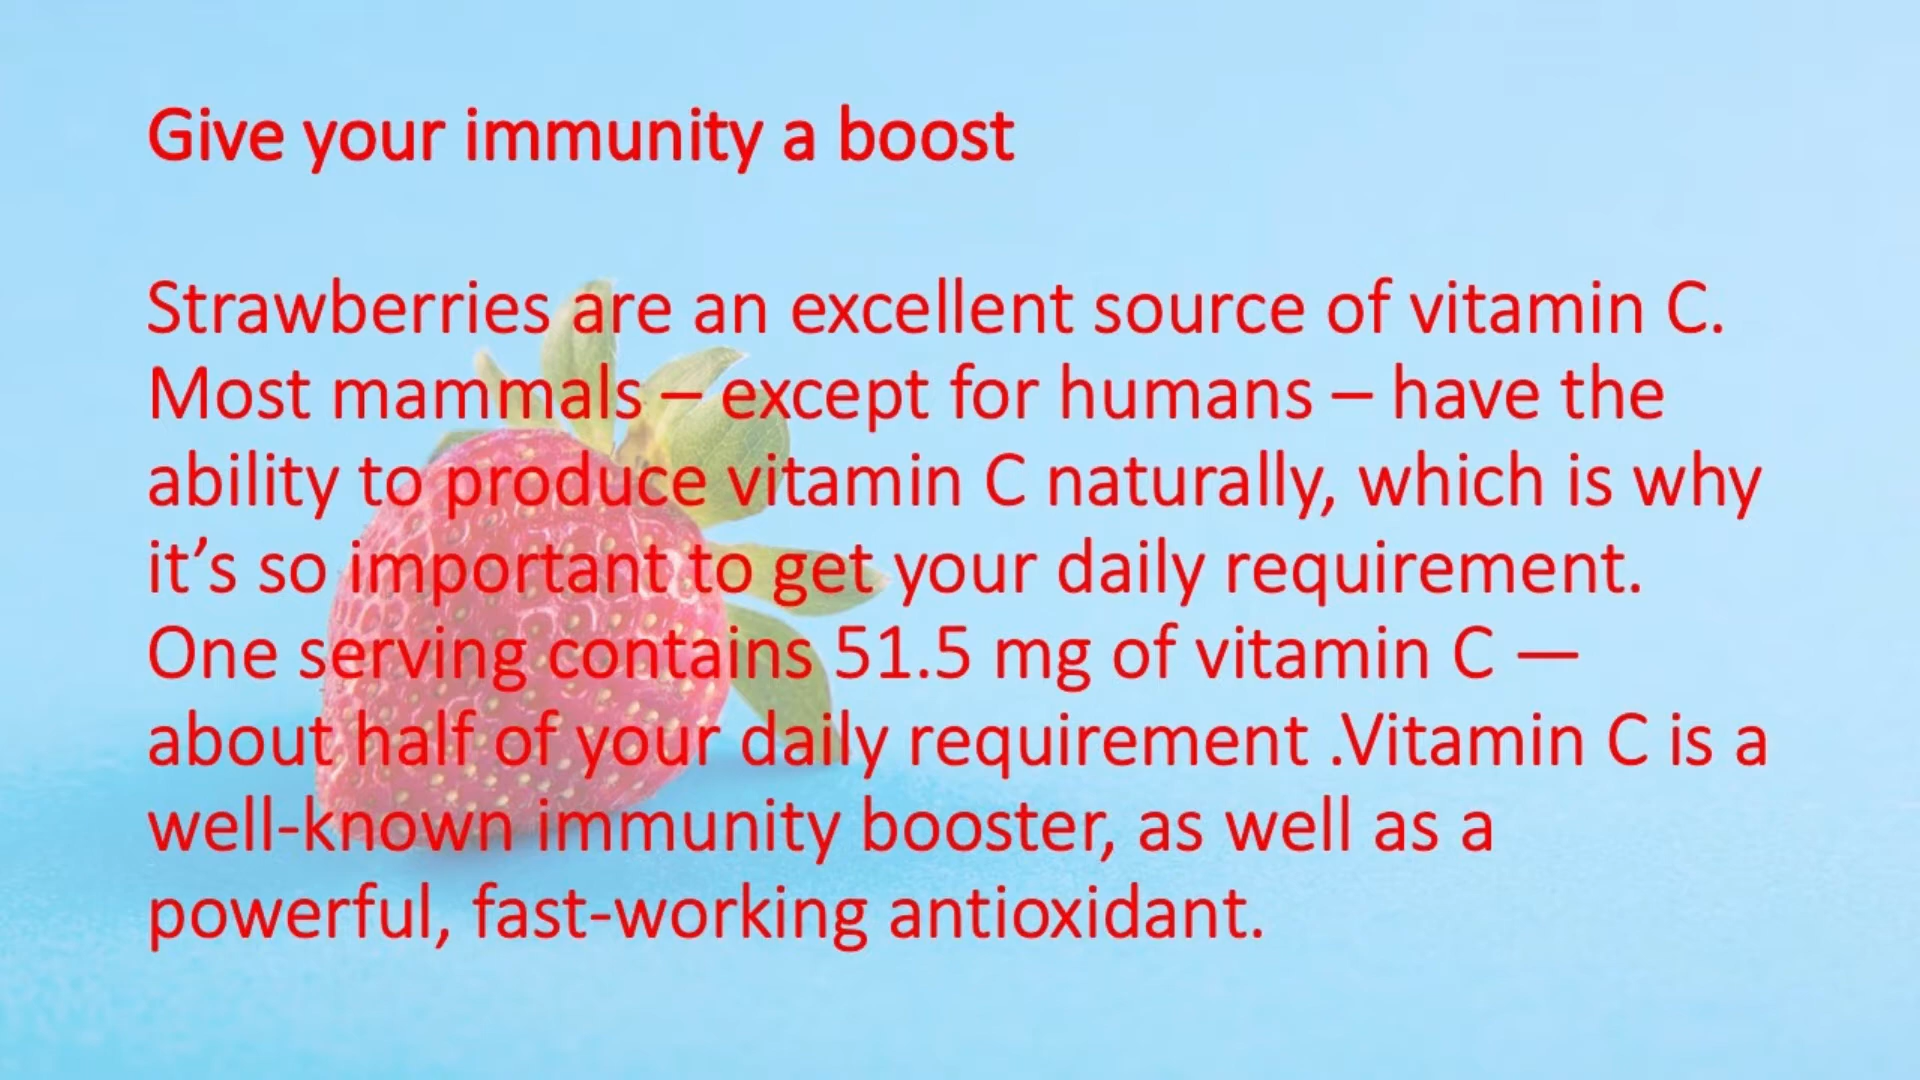 Give your immunity a boost
Strawberries are an excellent source of vitamin C.
Most mammals – except for humans – have the
ability to produce vitamin C naturally, which is why
it’s so important to get your daily requirement.
One serving contains 51.5 mg of vitamin C —
about half of your daily requirement .Vitamin C is a
well-known immunity booster, as well as a
powerful, fast-working antioxidant.